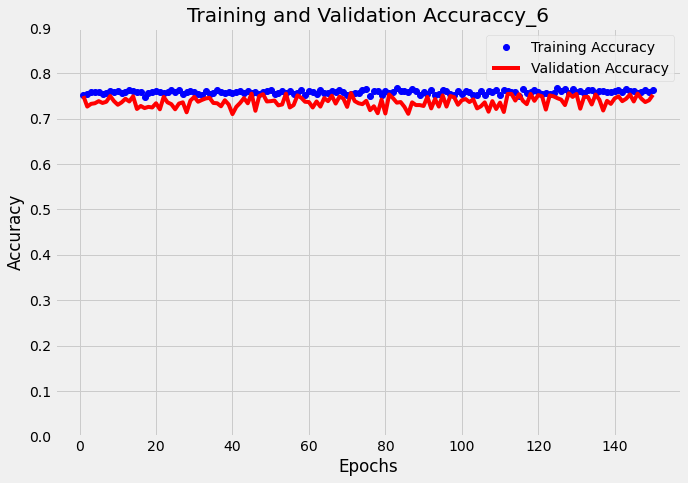 Training and Validation Accuraccy_6
0.9
0.8
0.7
0.6
0.5
0.4
0.3
0.2
0.1
0.0
Accuracy
Training Accuracy
Validation Accuracy
0 20 40 60 80 100 120 140
Epochs